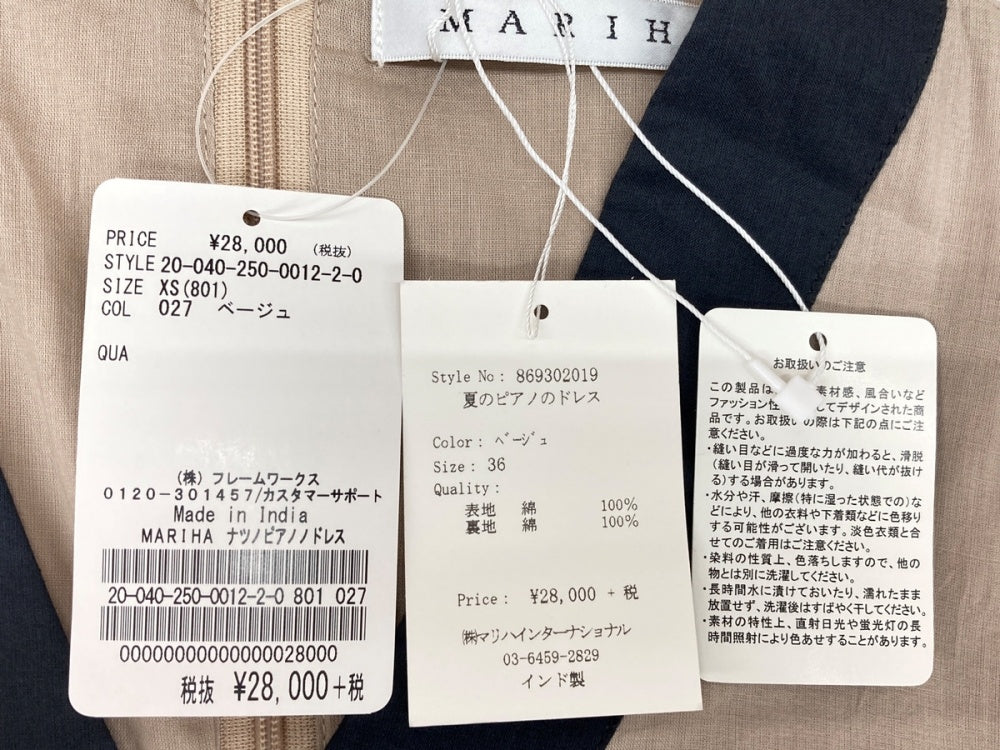 MARIH
PRICE ¥28,000 (税抜)
STYLE 20-040-250-0012-2-0
SIZE XS(801)
COL 027 ベージュ
QUA
(株) フレームワークス
0120-301457/カスタマーサポート
Made in India
MARIHA ナツノピアノノドレス
20-040-250-0012-2-0 801 027
00000000000000028000
税抜 ¥28,000+税
Style No: 869302019
夏のピアノのドレス
Color: ベージュ
Size: 36
Quality:
表地 綿 100%
裏地 綿 100%
Price: ¥28,000 + 税
㈱マリハインターナショナル
03-6459-2829
インド製
お取扱いのご注意
この製品は 素材感、風合いなど
ファッション性 してデザインされた商
品です。お取扱いの際は下記の点にご注
意ください。
・縫い目などに過度な力が加わると、滑脱
(縫い目が滑って開いたり、縫い代が抜け
る)する場合があります。
・水分や汗、摩擦(特に湿った状態での)な
どにより、他の衣料や下着類などに色移り
する可能性がございます。淡色衣類と合
せてのご着用はご注意ください。
・染料の性質上、色落ちしますので、他の
物とは別に洗濯してください。
・長時間水に漬けておいたり、濡れたまま
放置せず、洗濯後はすばやく干してください。
・素材の特性上、直射日光や蛍光灯の長
時間照射により色あせすることがあります。